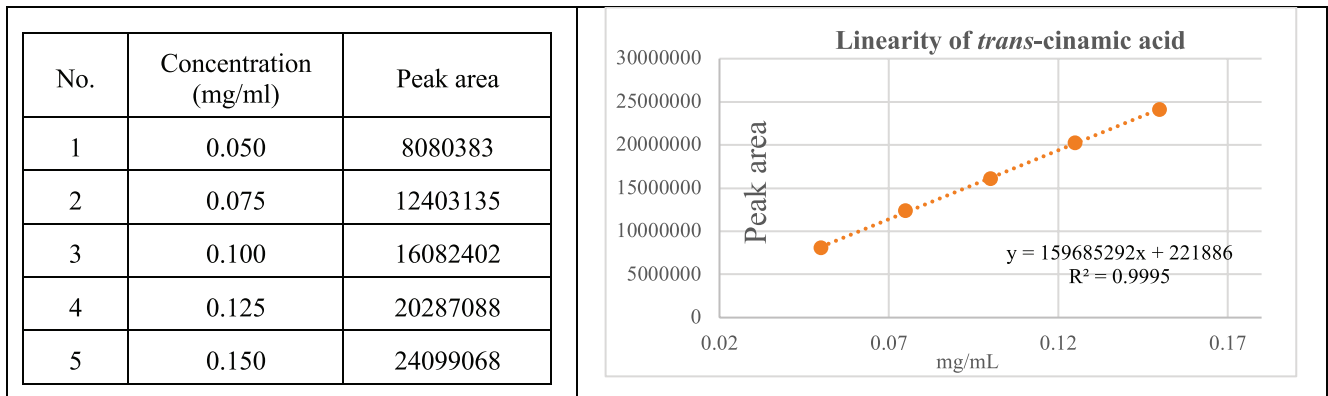 No. Concentration (mg/ml) Peak area
1 0.050 8080383
2 0.075 12403135
3 0.100 16082402
4 0.125 20287088
5 0.150 24099068
Linearity of trans-cinamic acid
30000000
25000000
20000000
15000000
10000000
5000000
0
Peak area
y = 159685292x + 221886
R² = 0.9995
0.02 0.07 0.12 0.17
mg/mL